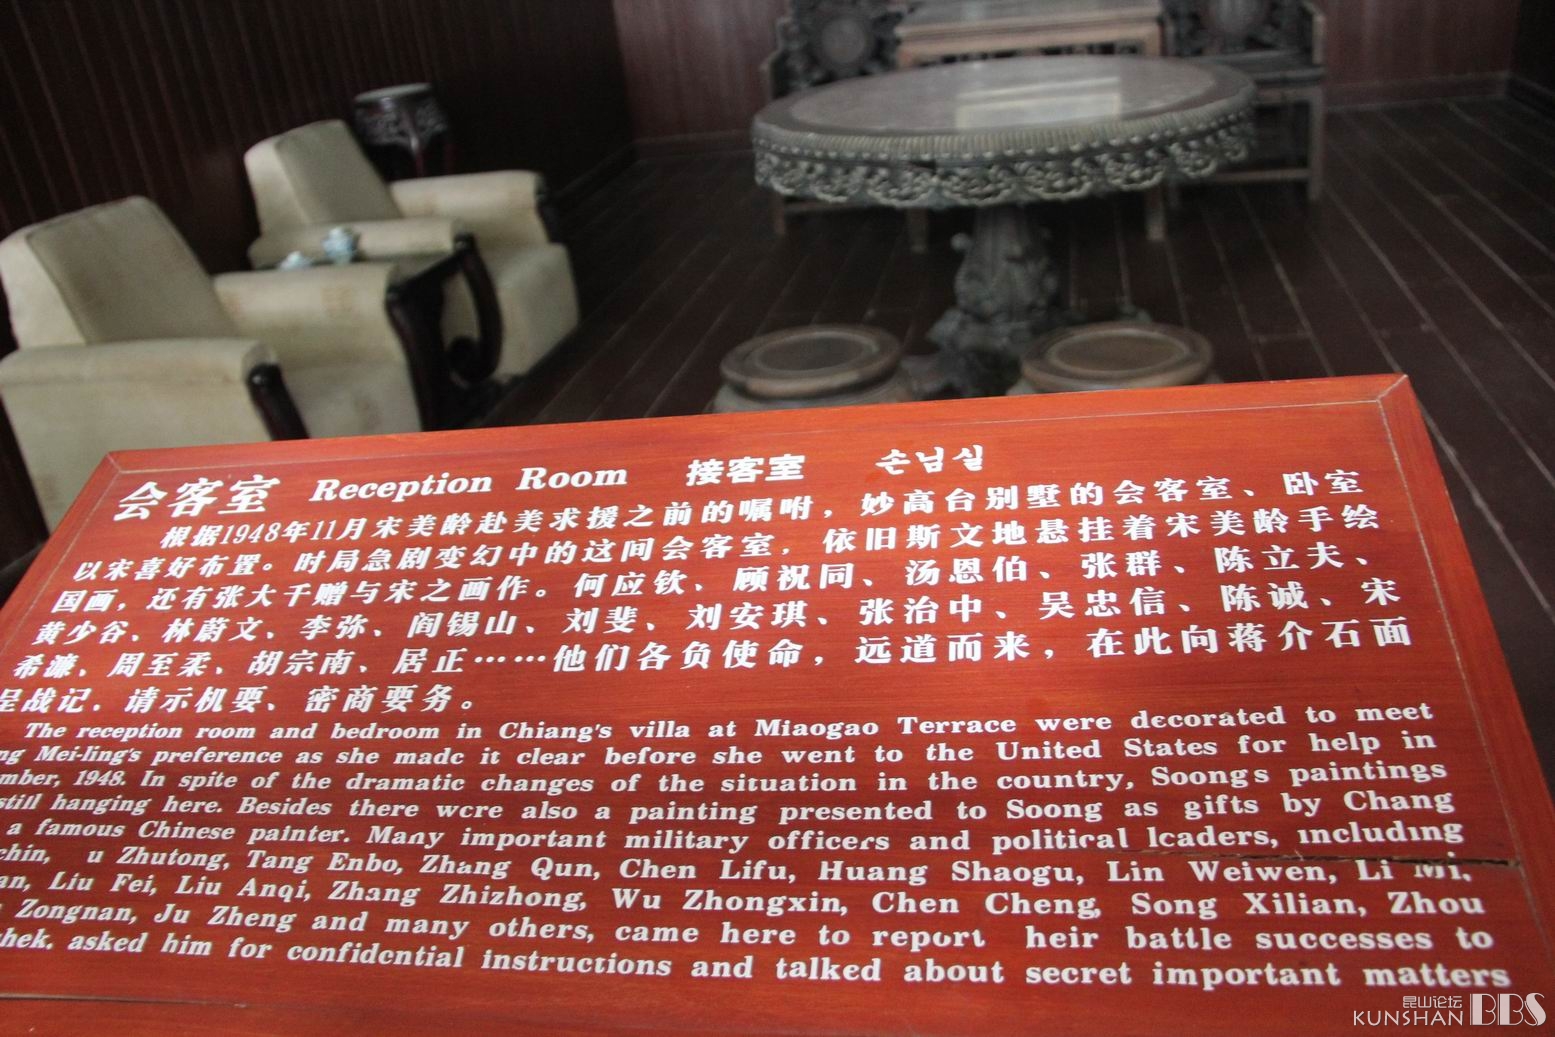 会客室 Reception Room 接客室 손님실
根据1948年11月宋美龄赴美求援之前的嘱咐，妙高台别墅的会客室、卧室
以宋喜好布置。时局急剧变幻中的这间会客室，依旧斯文地悬挂着宋美龄手绘
国画，还有张大千赠与宋之画作。何应钦、顾祝同、汤恩伯、张群、陈立夫、
黄少谷、林蔚文、李弥、阎锡山、刘斐、刘安琪、张治中、吴忠信、陈诚、宋
希濂、周至柔、胡宗南、居正……他们各负使命，远道而来，在此向蒋介石面
呈战记，请示机要、密商要务。
The reception room and bedroom in Chiang's villa at Miaogao Terrace were decorated to meet
ng Mei-ling's preference as she made it clear before she went to the United States for help in
mber, 1948. In spite of the dramatic changes of the situation in the country, Soong's paintings
still hanging here. Besides there were also a painting presented to Soong as gifts by Chang
a famous Chinese painter. Many important military officers and political leaders, including
chin, u Zhutong, Tang Enbo, Zhang Qun, Chen Lifu, Huang Shaogu, Lin Weiwen, Li Mi,
an, Liu Fei, Liu Anqi, Zhang Zhizhong, Wu Zhongxin, Chen Cheng, Song Xilian, Zhou
Zongnan, Ju Zheng and many others, came here to report heir battle successes to
shek. asked him for confidential instructions and talked about secret important matters
昆山论坛
KUNSHAN BBS